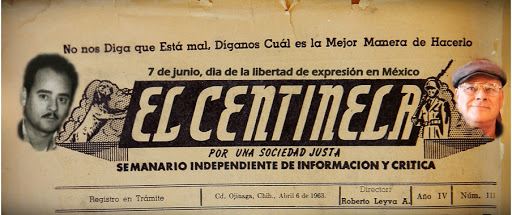 No nos Diga que Está mal, Díganos Cuál es la Mejor Manera de Hacerlo
7 de junio, día de la libertad de expresión en México
EL CENTINELA
POR UNA SOCIEDAD JUSTA
SEMANARIO INDEPENDIENTE DE INFORMACION Y CRITICA
Registro en Trámite
Cd. Ojinaga, Chih., Abril 6 de 1963.
Director:
Roberto Leyva A.
Año IV
Núm. III